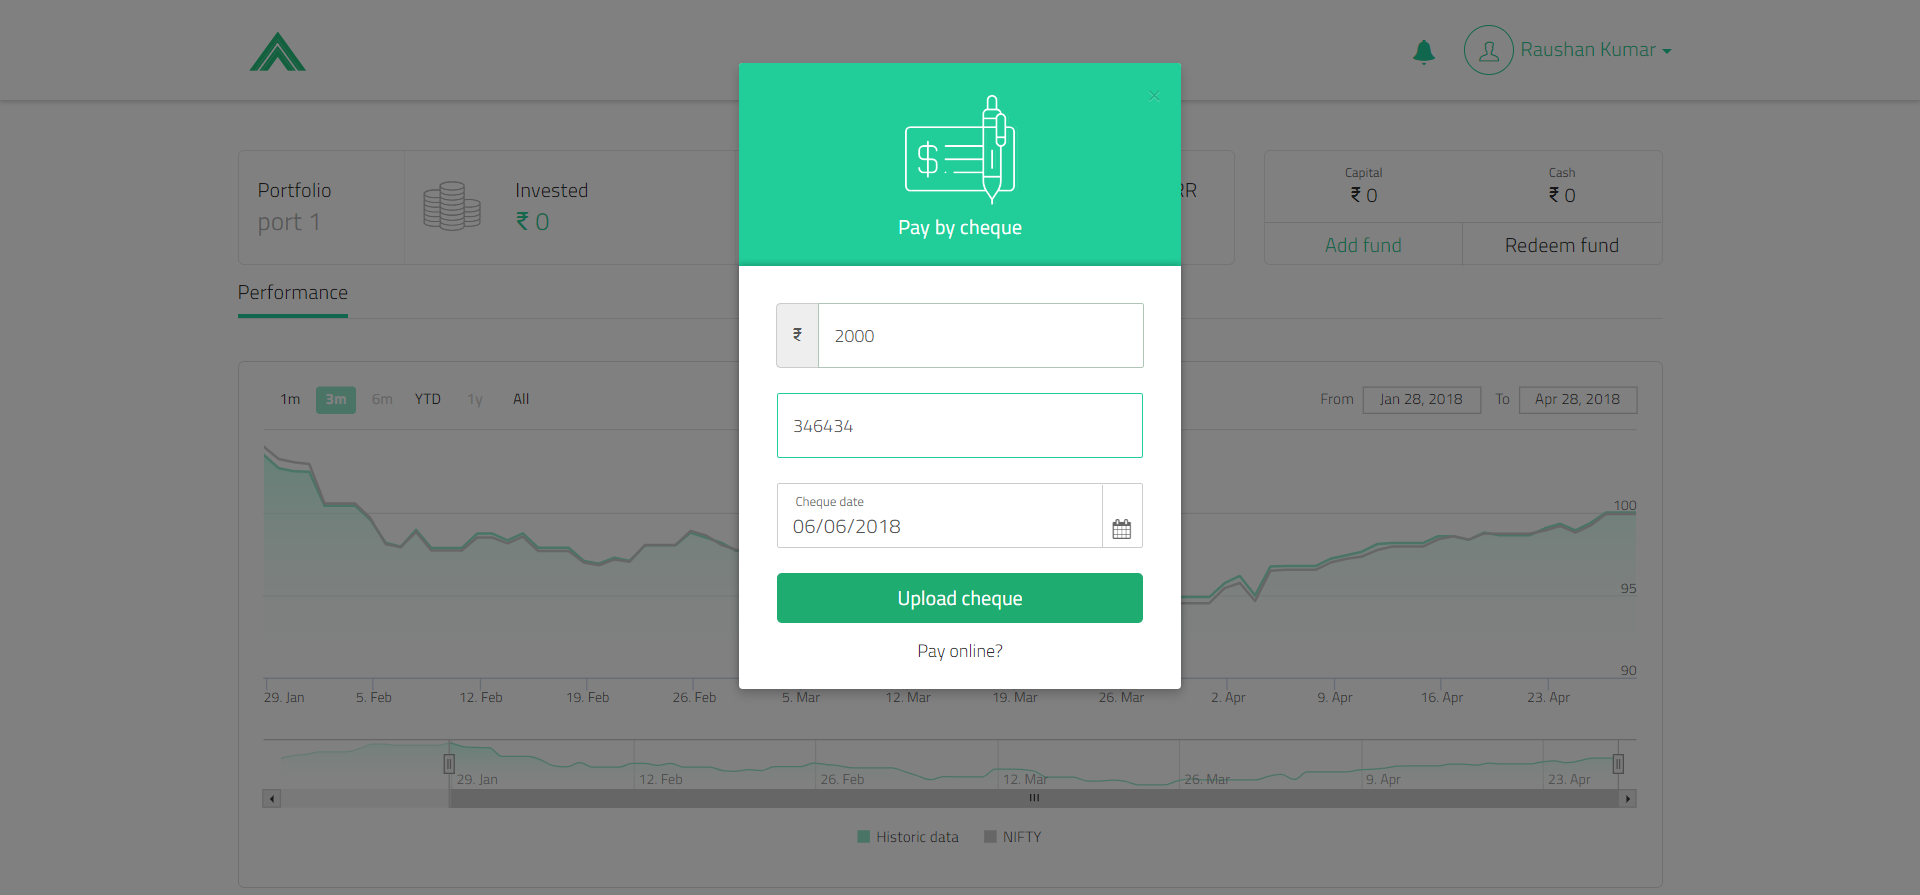 Raushan Kumar
Portfolio
port 1
Invested
₹ 0
RR
Capital
₹ 0
Cash
₹ 0
Add fund
Redeem fund
Performance
×
$
Pay by cheque
₹ 2000
346434
Cheque date
06/06/2018
Upload cheque
Pay online?
1m 3m 6m YTD 1y All
From Jan 28, 2018 To Apr 28, 2018
100
95
90
29. Jan 5. Feb 12. Feb 19. Feb 26. Feb 5. Mar 12. Mar 19. Mar 26. Mar 2. Apr 9. Apr 16. Apr 23. Apr
29. Jan 12. Feb 26. Feb 12. Mar 26. Mar 9. Apr 23. Apr
Historic data NIFTY